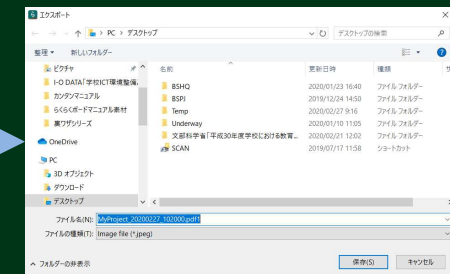 エクスポート
PC > デスクトップ
デスクトップの検索
整理
新しいフォルダー
名前
更新日時
種類
ピクチャ
I-O DATA「学校ICT環境整備,
カンタンマニュアル
らくらくボードマニュアル素材
裏ワザシリーズ
OneDrive
PC
3D オブジェクト
ダウンロード
デスクトップ
BSHQ
2020/01/23 16:40
ファイル フォルダー
BSPJ
2019/12/24 14:50
ファイル フォルダー
Temp
2020/02/27 9:16
ファイル フォルダー
Underway
2020/01/10 11:05
ファイル フォルダー
文部科学省「平成30年度学校における教育...
2020/02/21 12:02
ファイル フォルダー
SCAN
2019/07/17 11:58
ショートカット
ファイル名(N):
MyProject_20200227_102000.pdf1
ファイルの種類(T):
Image file (*.jpeg)
フォルダーの非表示
保存(S)
キャンセル